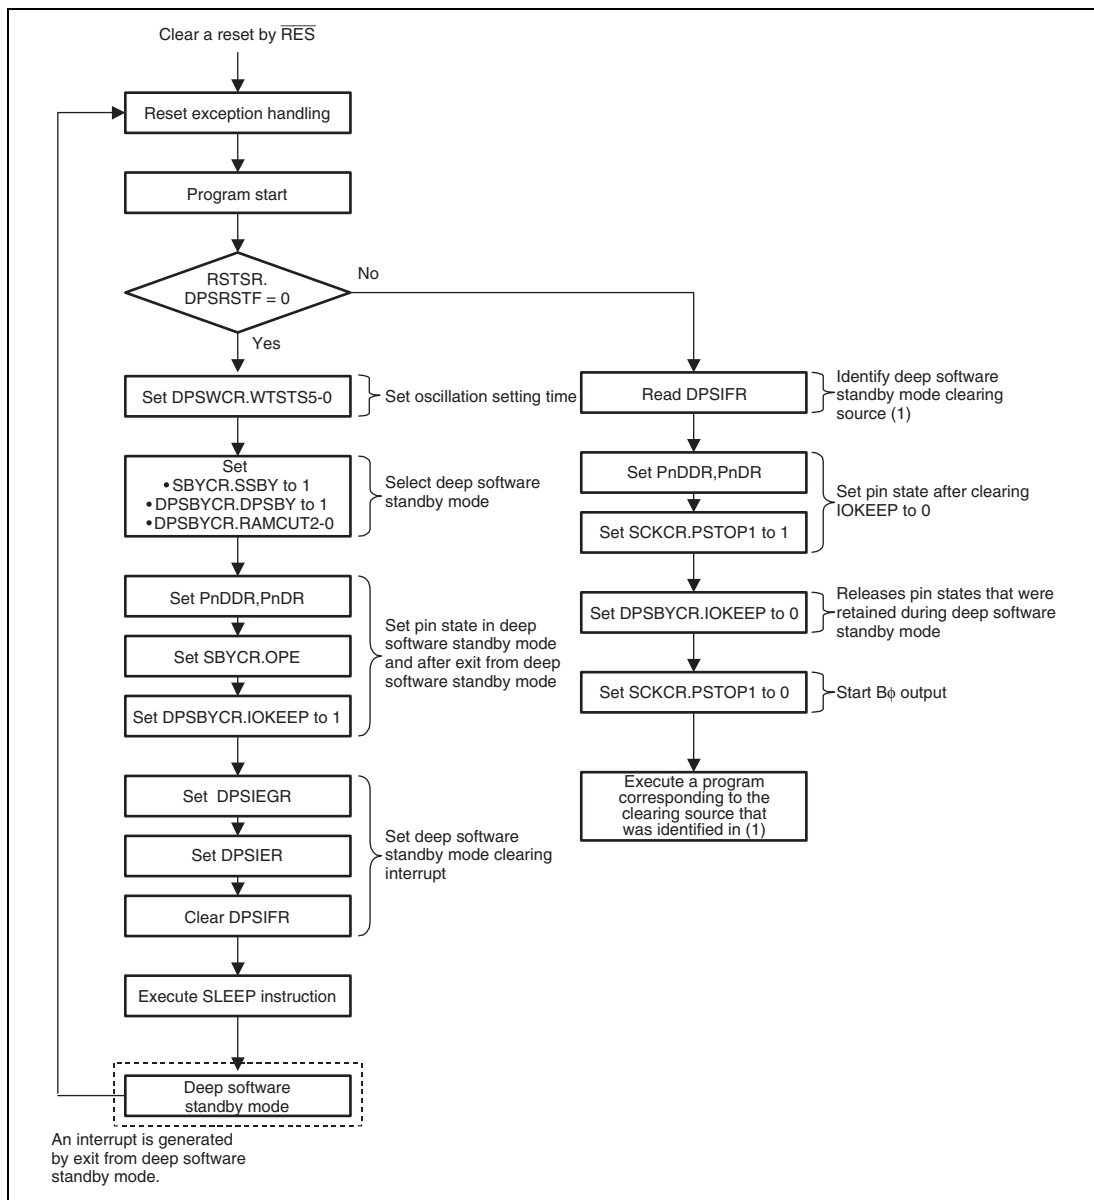 Clear a reset by RES
Reset exception handling
Program start
RSTSR.
DPSRSTF = 0
No
Yes
Set DPSWCR.WTSTS5-0
Set oscillation setting time
Set
•SBYCR.SSBY to 1
•DPSBYCR.DPSBY to 1
•DPSBYCR.RAMCUT2-0
Select deep software
standby mode
Set PnDDR,PnDR
Set SBYCR.OPE
Set DPSBYCR.IOKEEP to 1
Set pin state in deep
software standby mode
and after exit from deep
software standby mode
Set DPSIEGR
Set DPSIER
Clear DPSIFR
Set deep software
standby mode clearing
interrupt
Execute SLEEP instruction
Deep software
standby mode
An interrupt is generated
by exit from deep software
standby mode.
Read DPSIFR
Identify deep software
standby mode clearing
source (1)
Set PnDDR,PnDR
Set SCKCR.PSTOP1 to 1
Set pin state after clearing
IOKEEP to 0
Set DPSBYCR.IOKEEP to 0
Releases pin states that were
retained during deep software
standby mode
Set SCKCR.PSTOP1 to 0
Start Bϕ output
Execute a program
corresponding to the
clearing source that
was identified in (1)